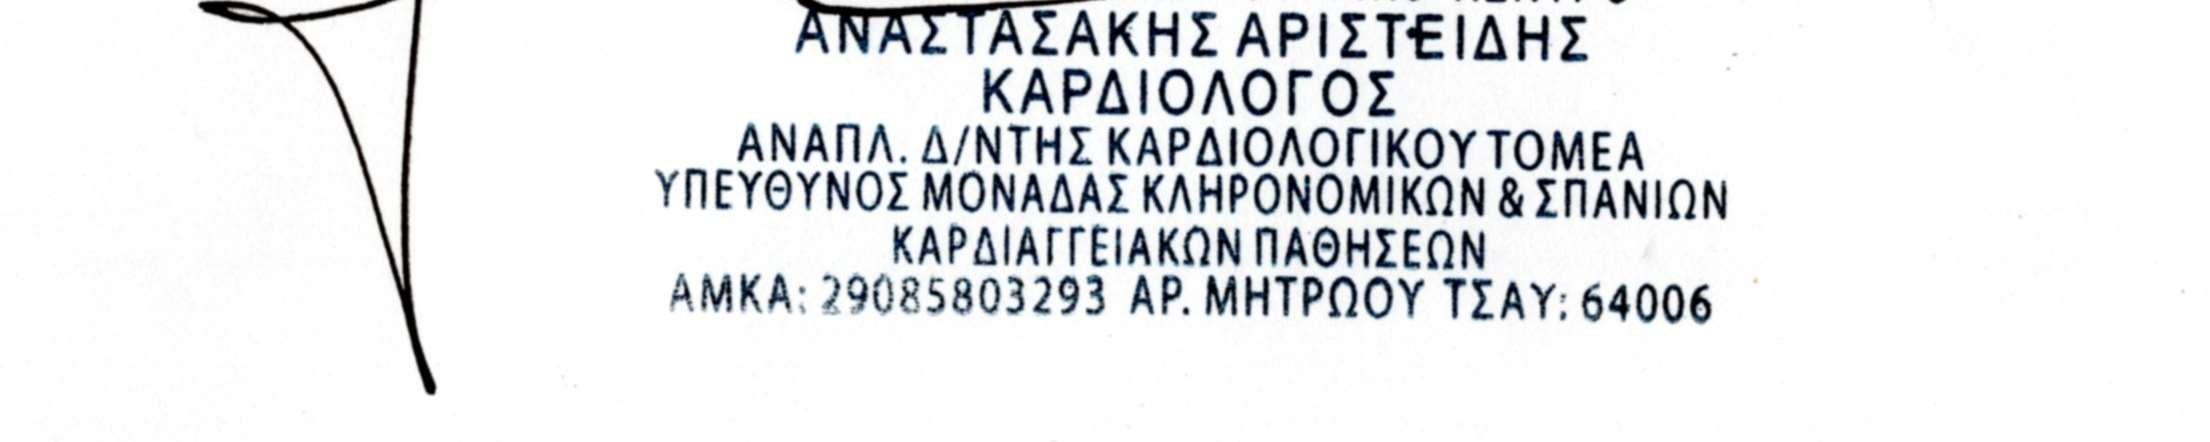 ΑΝΑΣΤΑΣΑΚΗΣ ΑΡΙΣΤΕΙΔΗΣ
ΚΑΡΔΙΟΛΟΓΟΣ
ΑΝΑΠΛ. Δ/ΝΤΗΣ ΚΑΡΔΙΟΛΟΓΙΚΟΥ ΤΟΜΕΑ
ΥΠΕΥΘΥΝΟΣ ΜΟΝΑΔΑΣ ΚΛΗΡΟΝΟΜΙΚΩΝ & ΣΠΑΝΙΩΝ
ΚΑΡΔΙΑΓΓΕΙΑΚΩΝ ΠΑΘΗΣΕΩΝ
ΑΜΚΑ: 29085803293 ΑΡ. ΜΗΤΡΩΟΥ ΤΣΑΥ: 64006